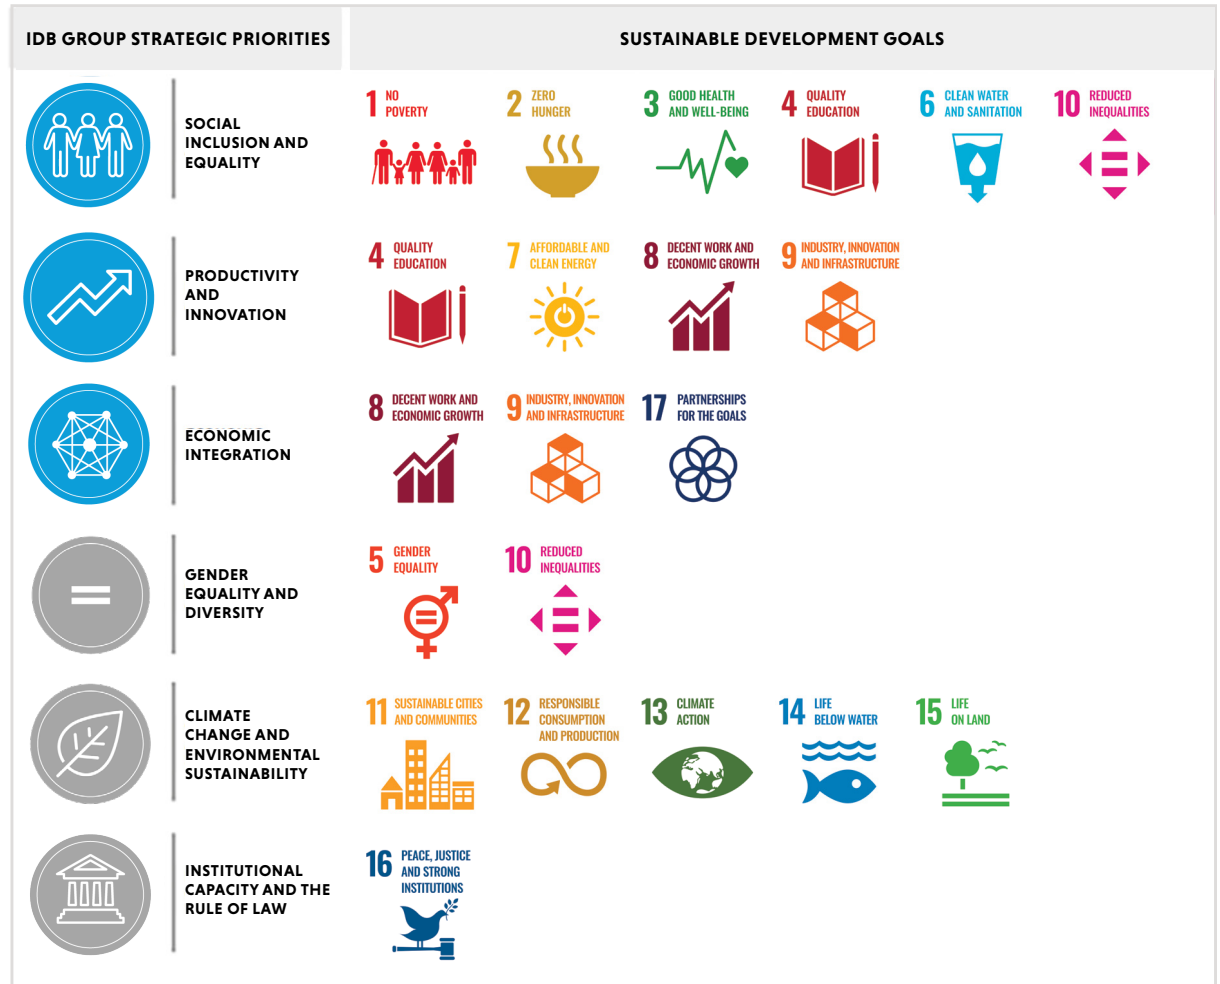 IDB GROUP STRATEGIC PRIORITIES
SUSTAINABLE DEVELOPMENT GOALS
SOCIAL
INCLUSION AND
EQUALITY
1 NO
POVERTY
2 ZERO
HUNGER
3 GOOD HEALTH
AND WELL-BEING
4 QUALITY
EDUCATION
6 CLEAN WATER
AND SANITATION
10 REDUCED
INEQUALITIES
PRODUCTIVITY
AND
INNOVATION
4 QUALITY
EDUCATION
7 AFFORDABLE AND
CLEAN ENERGY
8 DECENT WORK AND
ECONOMIC GROWTH
9 INDUSTRY, INNOVATION
AND INFRASTRUCTURE
ECONOMIC
INTEGRATION
8 DECENT WORK AND
ECONOMIC GROWTH
9 INDUSTRY, INNOVATION
AND INFRASTRUCTURE
17 PARTNERSHIPS
FOR THE GOALS
GENDER
EQUALITY AND
DIVERSITY
5 GENDER
EQUALITY
10 REDUCED
INEQUALITIES
CLIMATE
CHANGE AND
ENVIRONMENTAL
SUSTAINABILITY
11 SUSTAINABLE CITIES
AND COMMUNITIES
12 RESPONSIBLE
CONSUMPTION
AND PRODUCTION
13 CLIMATE
ACTION
14 LIFE
BELOW WATER
15 LIFE
ON LAND
INSTITUTIONAL
CAPACITY AND THE
RULE OF LAW
16 PEACE, JUSTICE
AND STRONG
INSTITUTIONS